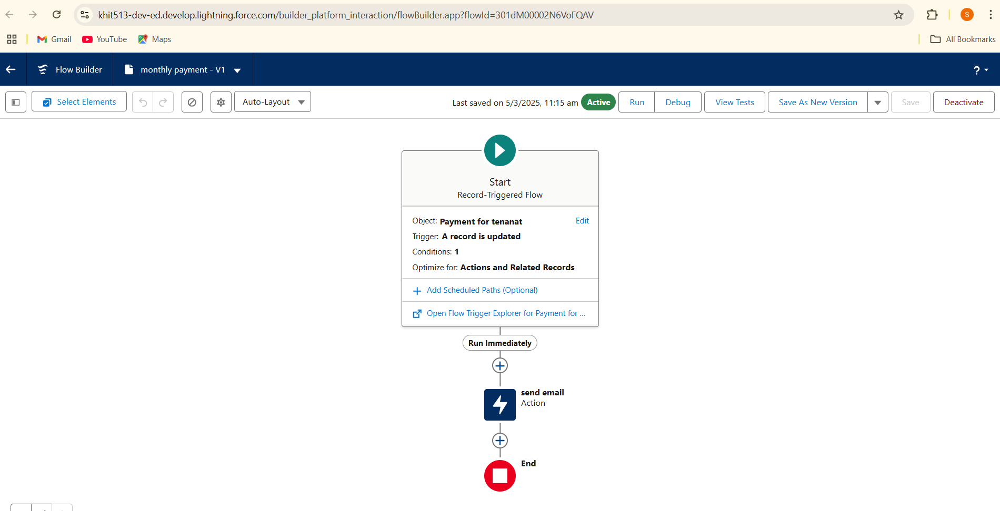 khit513-dev-ed.develop.lightning.force.com/builder_platform_interaction/flowBuilder.app?flowId=301dM00002N6VoFQAV
S
Gmail
YouTube
Maps
All Bookmarks
Flow Builder
monthly payment - V1
?
Select Elements
Auto-Layout
Last saved on 5/3/2025, 11:15 am
Active
Run
Debug
View Tests
Save As New Version
Save
Deactivate
Start
Record-Triggered Flow
Object: Payment for tenanat
Edit
Trigger: A record is updated
Conditions: 1
Optimize for: Actions and Related Records
Add Scheduled Paths (Optional)
Open Flow Trigger Explorer for Payment for ...
Run Immediately
send email
Action
End